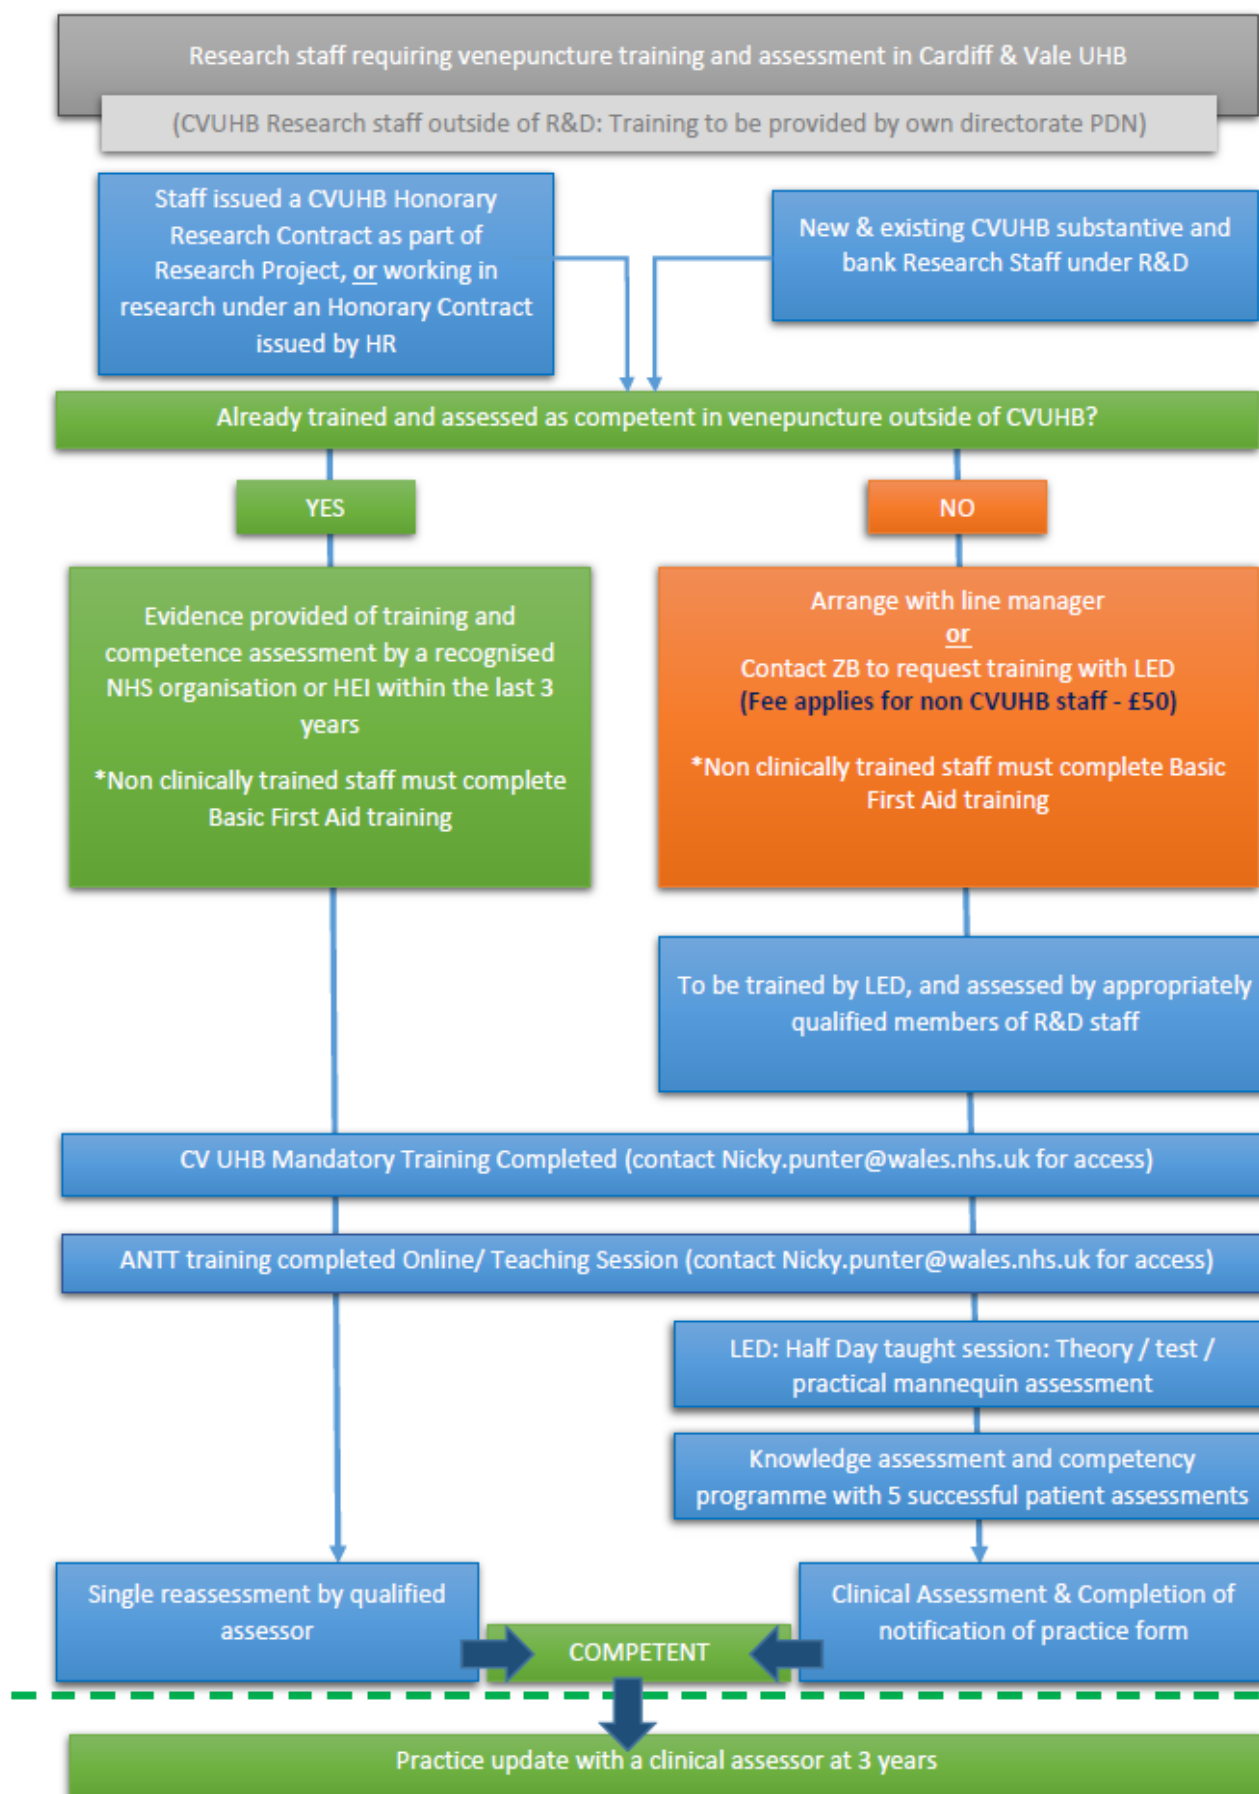 Research staff requiring venepuncture training and assessment in Cardiff & Vale UHB
(CVUHB Research staff outside of R&D: Training to be provided by own directorate PDN)
Staff issued a CVUHB Honorary
Research Contract as part of
Research Project, or working in
research under an Honorary Contract
issued by HR
New & existing CVUHB substantive and
bank Research Staff under R&D
Already trained and assessed as competent in venepuncture outside of CVUHB?
YES
NO
Evidence provided of training and
competence assessment by a recognised
NHS organisation or HEI within the last 3
years
*Non clinically trained staff must complete
Basic First Aid training
Arrange with line manager
or
Contact ZB to request training with LED
(Fee applies for non CVUHB staff - £50)
*Non clinically trained staff must complete Basic
First Aid training
To be trained by LED, and assessed by appropriately
qualified members of R&D staff
CV UHB Mandatory Training Completed (contact Nicky.punter@wales.nhs.uk for access)
ANTT training completed Online/ Teaching Session (contact Nicky.punter@wales.nhs.uk for access)
LED: Half Day taught session: Theory / test /
practical mannequin assessment
Knowledge assessment and competency
programme with 5 successful patient assessments
Single reassessment by qualified
assessor
Clinical Assessment & Completion of
notification of practice form
COMPETENT
Practice update with a clinical assessor at 3 years